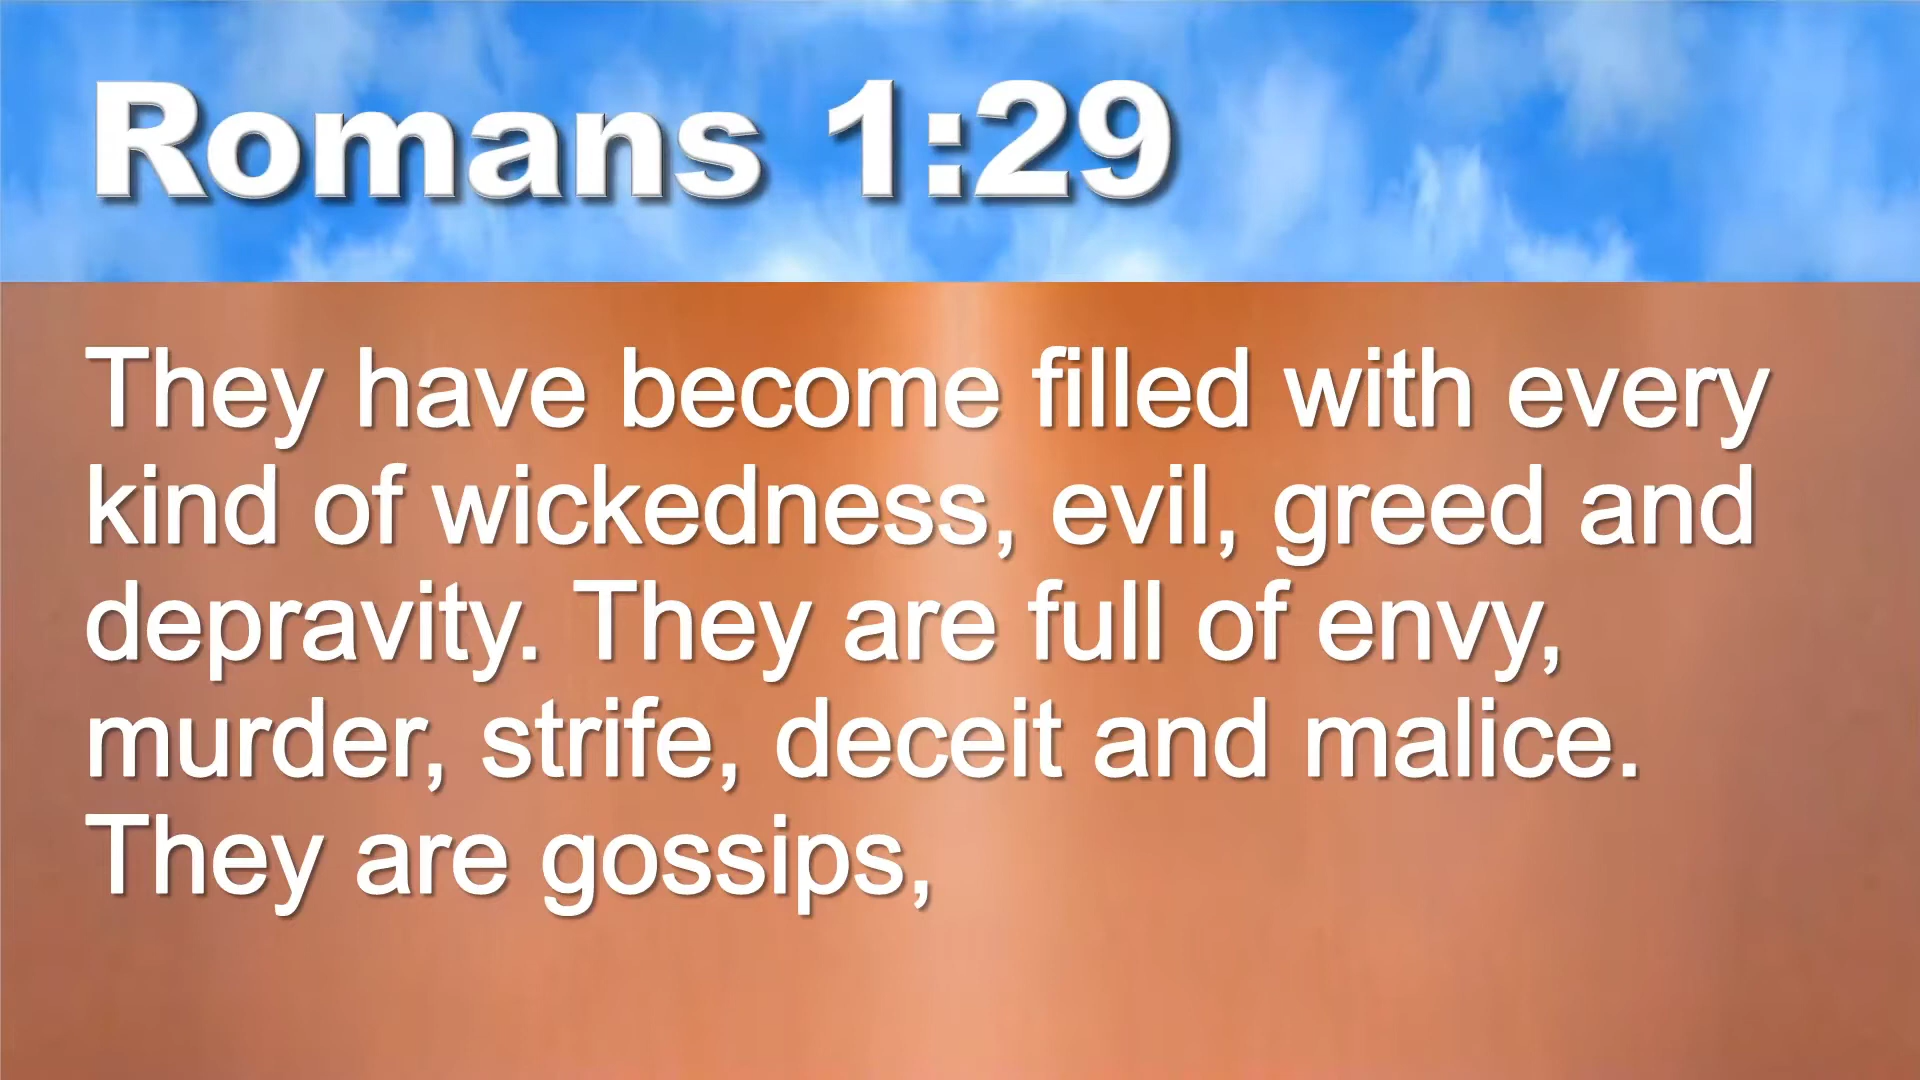 Romans 1:29
They have become filled with every
kind of wickedness, evil, greed and
depravity. They are full of envy,
murder, strife, deceit and malice.
They are gossips,